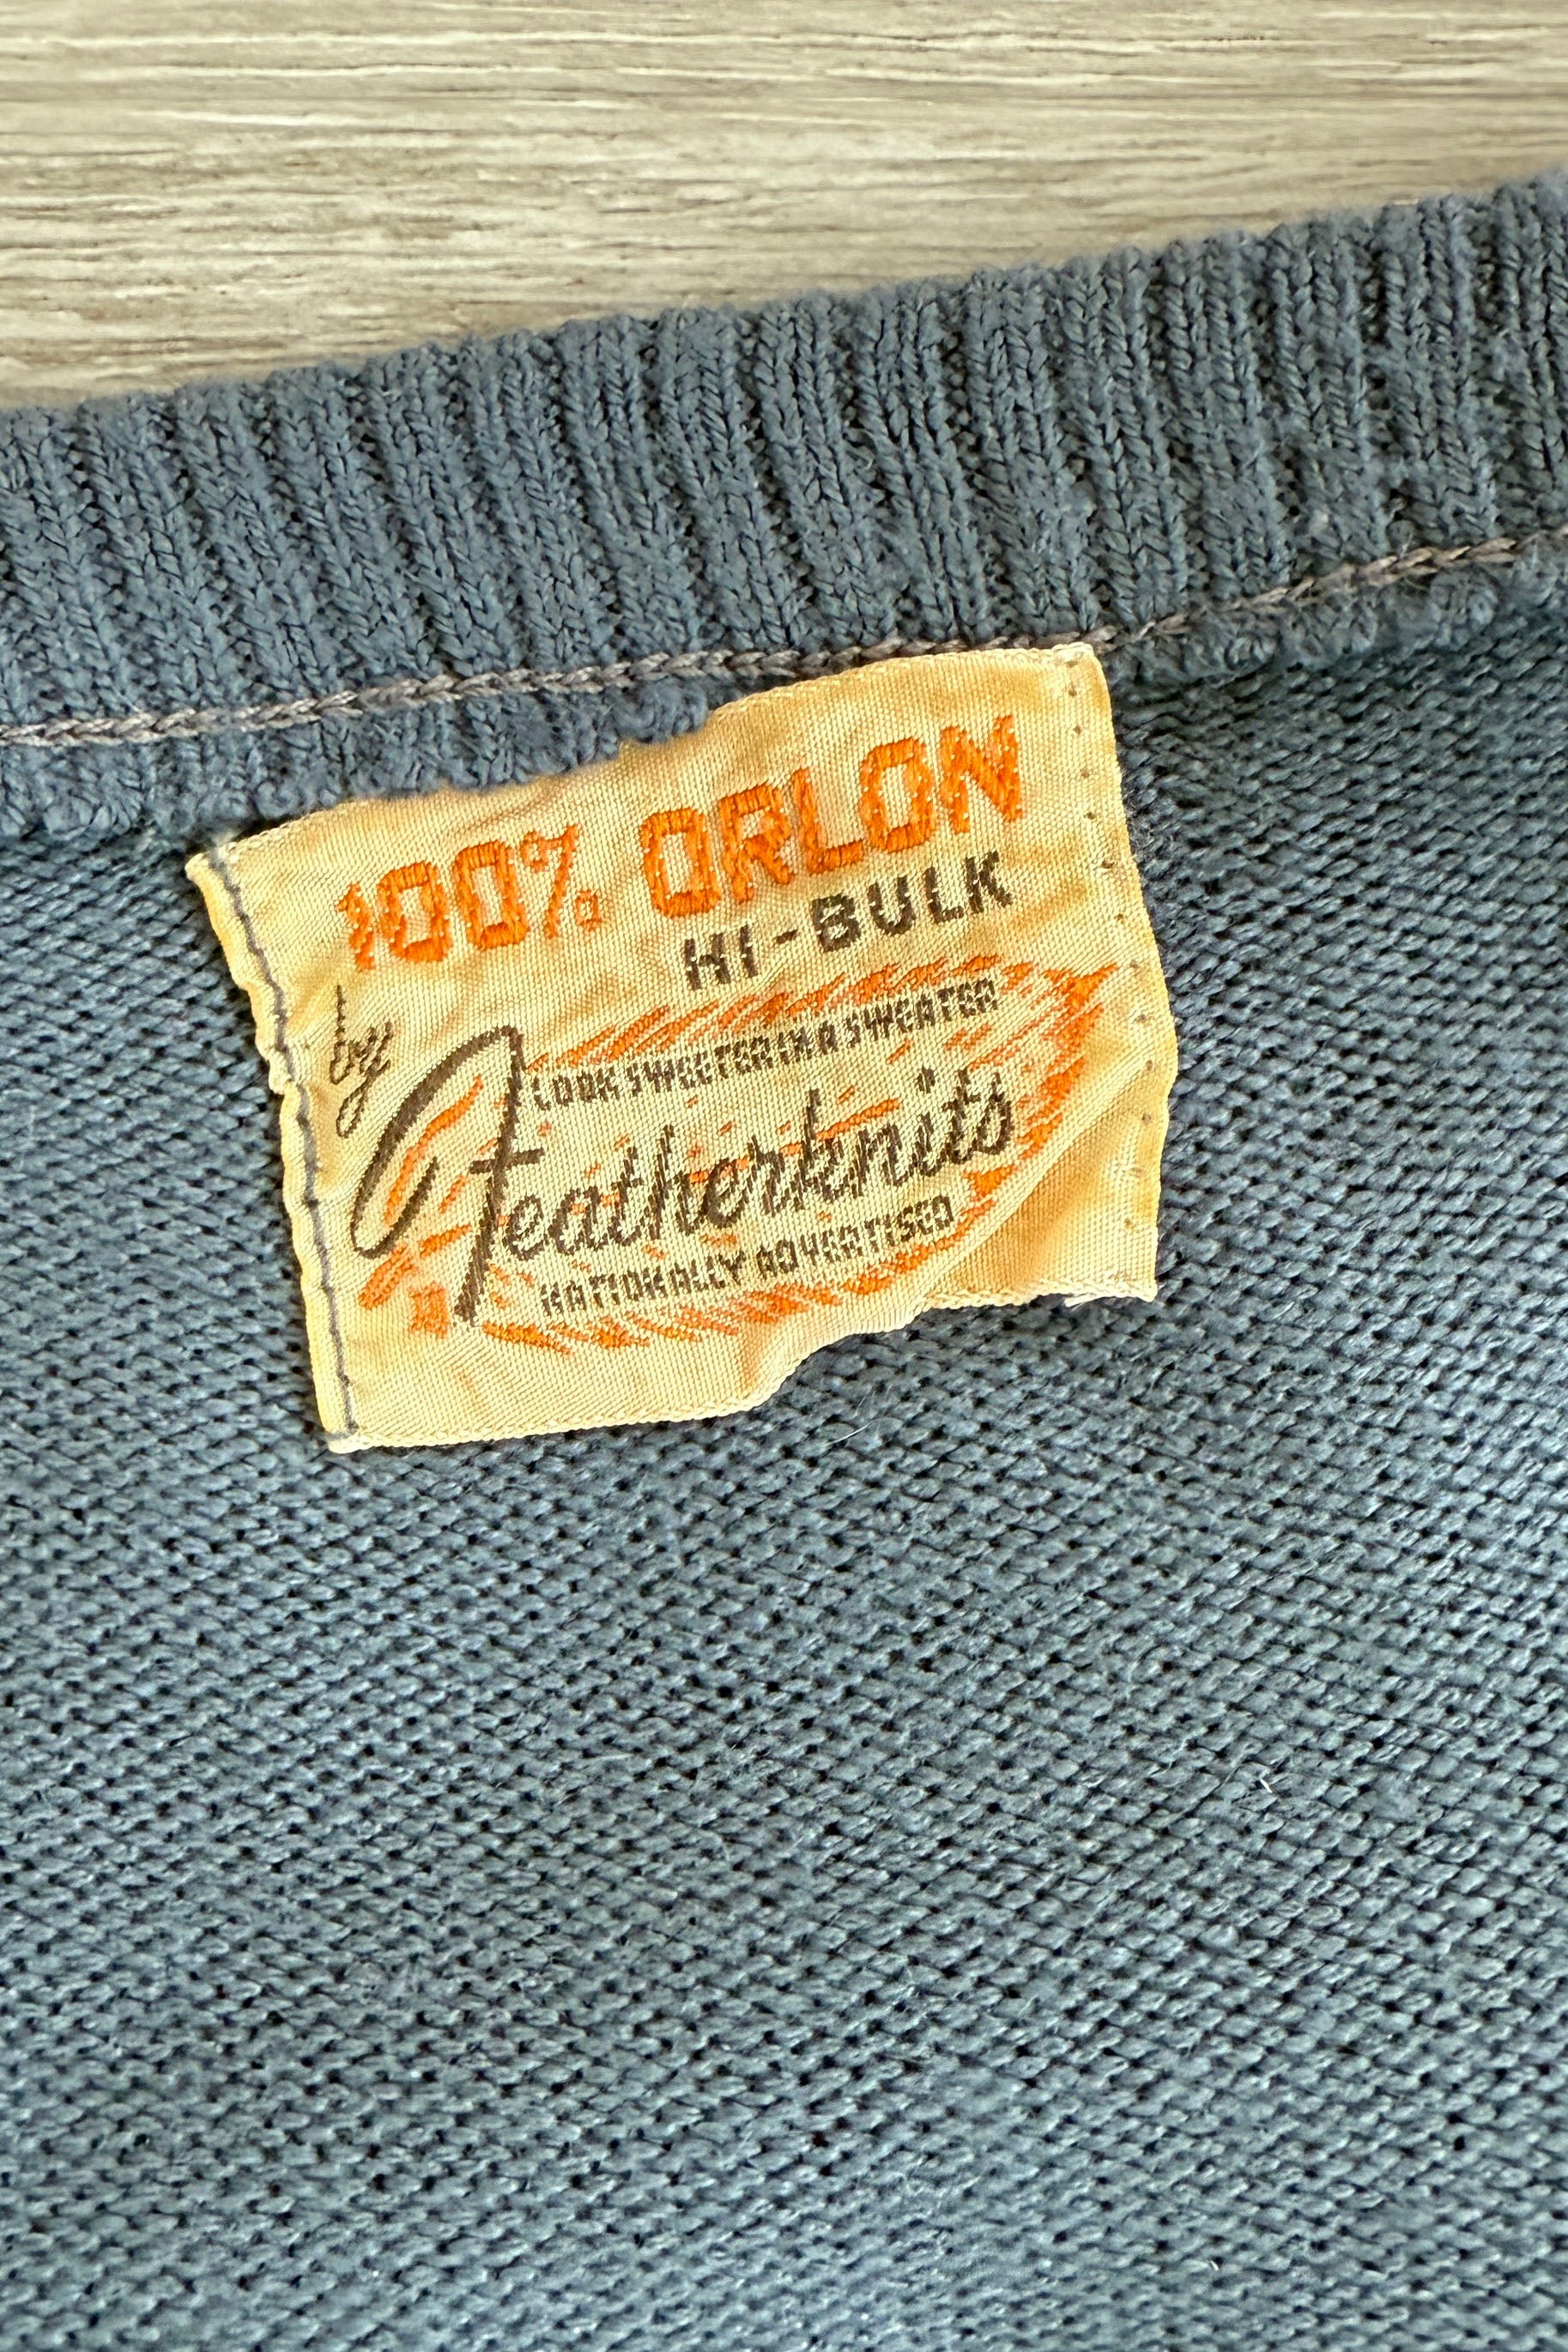 100% ORLON
HI-BULK
by
LOOK SWEETER IN A SWEATER
Featherknits
NATIONALLY ADVERTISED